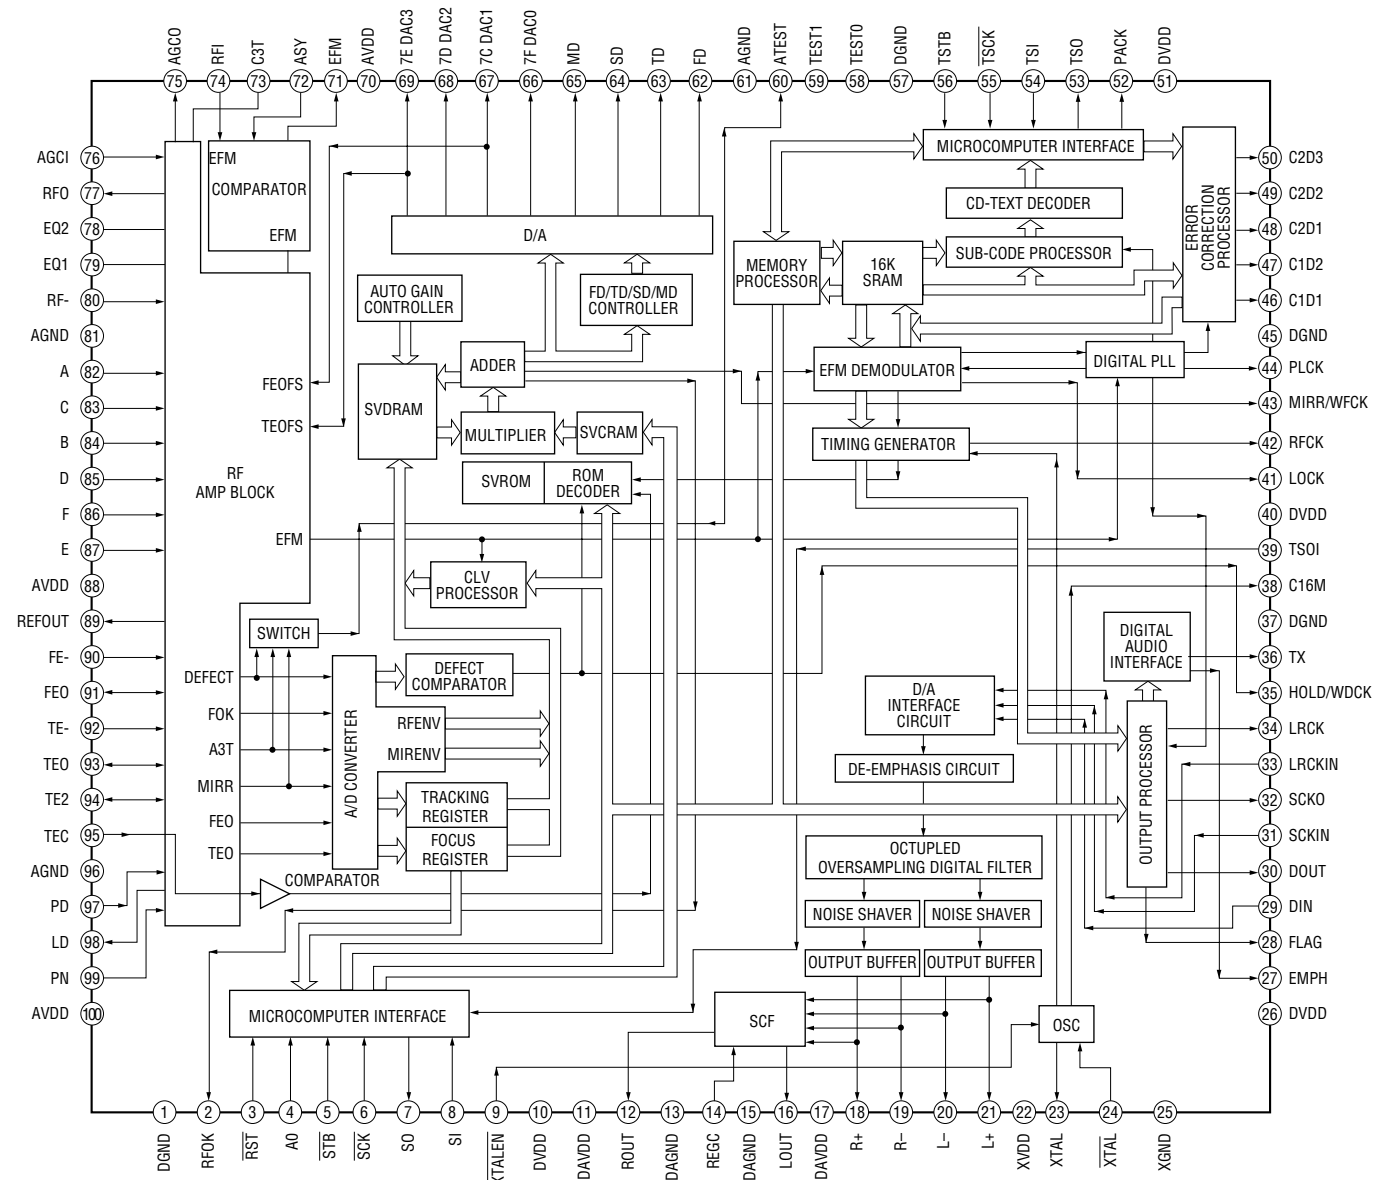 AGCO
RFI
C3T
ASY
EFM
AVDD
7E DAC3
7D DAC2
7C DAC1
7F DAC0
MD
SD
TD
FD
AGND
ATEST
TEST1
TEST0
DGND
TSTB
TSCK
TSI
TSO
PACK
DVDD
75
74
73
72
71
70
69
68
67
66
65
64
63
62
61
60
59
58
57
56
55
54
53
52
51
AGCI 76
RFO 77
EQ2 78
EQ1 79
RF- 80
AGND 81
A 82
C 83
B 84
D 85
F 86
E 87
AVDD 88
REFOUT 89
FE- 90
FEO 91
TE- 92
TEO 93
TE2 94
TEC 95
AGND 96
PD 97
LD 98
PN 99
AVDD 100
EFM
COMPARATOR
EFM
FEOFS
TEOFS
RF
AMP BLOCK
EFM
DEFECT
FOK
A3T
MIRR
FEO
TEO
SWITCH
A/D CONVERTER
COMPARATOR
D/A
AUTO GAIN
CONTROLLER
FD/TD/SD/MD
CONTROLLER
ADDER
SVDRAM
MULTIPLIER
SVCRAM
SVROM
ROM
DECODER
CLV
PROCESSOR
DEFECT
COMPARATOR
RFENV
MIRENV
TRACKING
REGISTER
FOCUS
REGISTER
MICROCOMPUTER INTERFACE
MICROCOMPUTER INTERFACE
CD-TEXT DECODER
SUB-CODE PROCESSOR
MEMORY
PROCESSOR
16K
SRAM
ERROR
CORRECTION
PROCESSOR
EFM DEMODULATOR
DIGITAL PLL
TIMING GENERATOR
DIGITAL
AUDIO
INTERFACE
D/A
INTERFACE
CIRCUIT
DE-EMPHASIS CIRCUIT
OUTPUT PROCESSOR
OCTUPLED
OVERSAMPLING DIGITAL FILTER
NOISE SHAVER
NOISE SHAVER
OUTPUT BUFFER
OUTPUT BUFFER
SCF
OSC
50 C2D3
49 C2D2
48 C2D1
47 C1D2
46 C1D1
45 DGND
44 PLCK
43 MIRR/WFCK
42 RFCK
41 LOCK
40 DVDD
39 TSOI
38 C16M
37 DGND
36 TX
35 HOLD/WDCK
34 LRCK
33 LRCKIN
32 SCKO
31 SCKIN
30 DOUT
29 DIN
28 FLAG
27 EMPH
26 DVDD
1
2
3
4
5
6
7
8
9
10
11
12
13
14
15
16
17
18
19
20
21
22
23
24
25
DGND
RFOK
RST
A0
STB
SCK
SO
SI
XTALEN
DVDD
DAVDD
ROUT
DAGND
REGC
DAGND
LOUT
DAVDD
R+
R–
L–
L+
XVDD
XTAL
XTAL
XGND